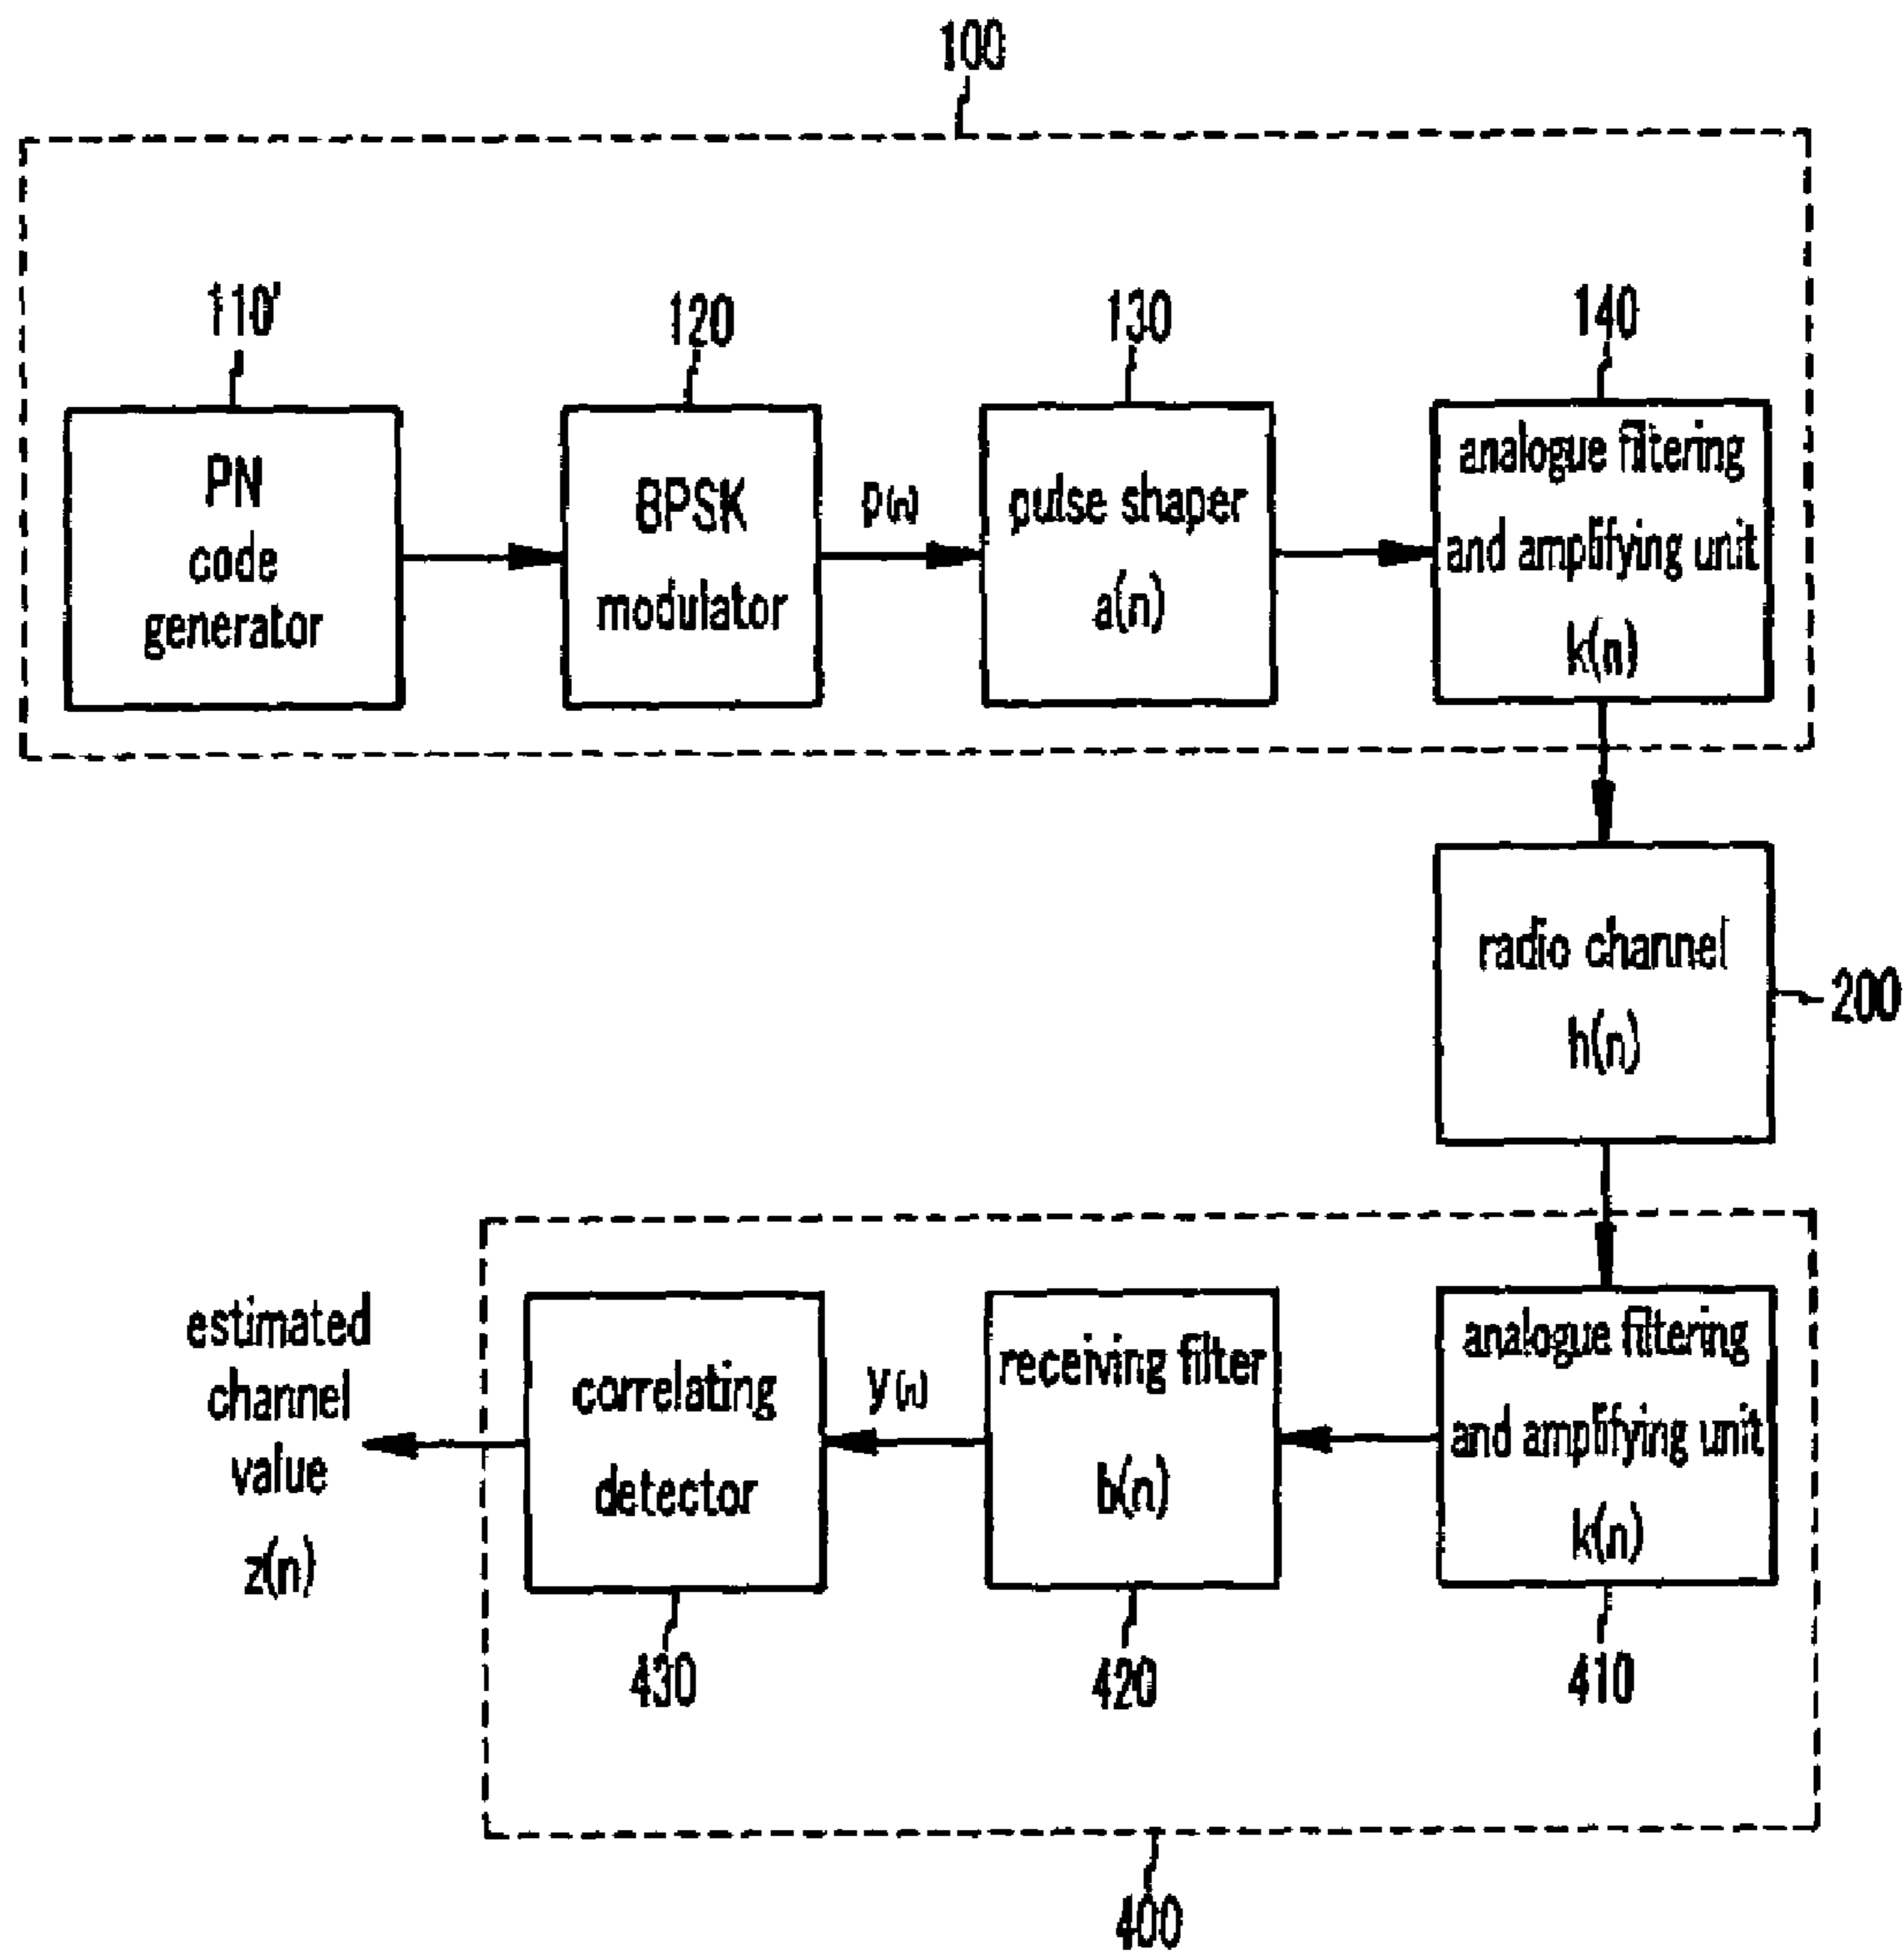 100
110'
120
130
140
PN
code
generator
BPSK
modulator
p(n)
pulse shaper
a(n)
analogue filtering
and amplifying unit
k(n)
radio channel
h(n)
200
estimated
channel
value
z(n)
correlating
detector
y(n)
receiving filter
b(n)
analogue filtering
and amplifying unit
k(n)
430
420
410
400